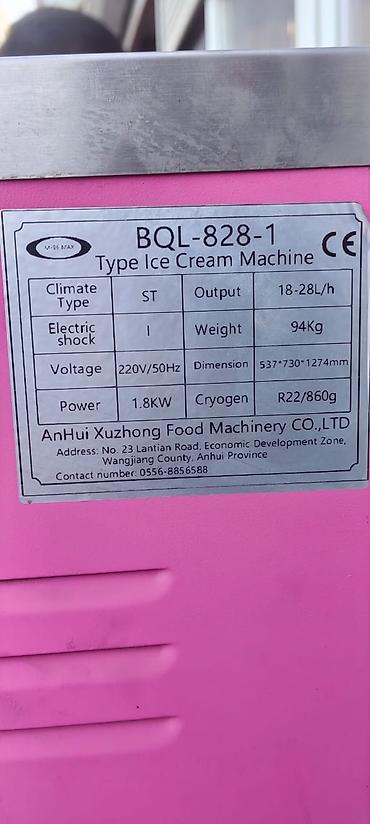 BQL-828-1
Type Ice Cream Machine
CE
Climate Type ST Output 18-28L/h
Electric shock I Weight 94Kg
Voltage 220V/50Hz Dimension 537*730*1274mm
Power 1.8KW Cryogen R22/860g
AnHui Xuzhong Food Machinery CO.,LTD
Address: No. 23 Lantian Road, Economic Development Zone,
Wangjiang County, Anhui Province
Contact number: 0556-8856588